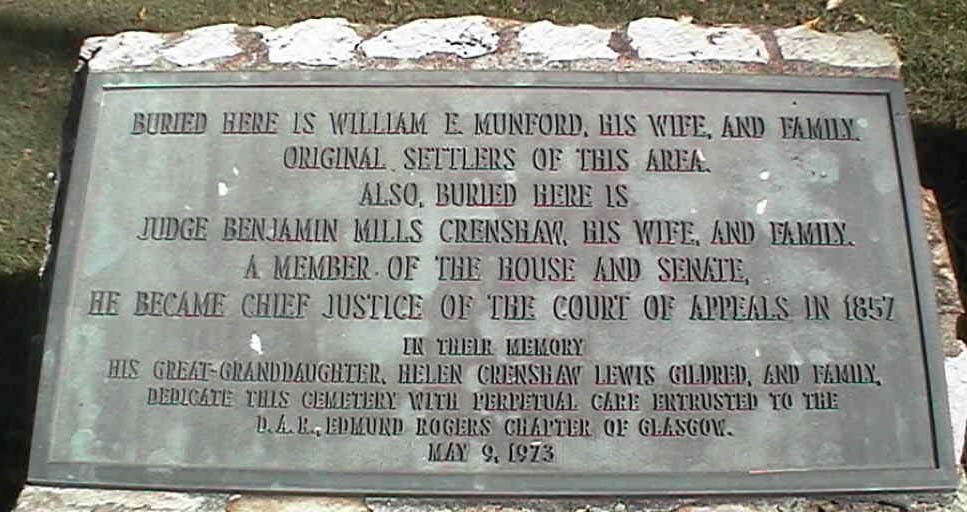 BURIED HERE IS WILLIAM E. MUNFORD, HIS WIFE, AND FAMILY.
ORIGINAL SETTLERS OF THIS AREA.
ALSO, BURIED HERE IS
JUDGE BENJAMIN MILLS CRENSHAW, HIS WIFE, AND FAMILY.
A MEMBER OF THE HOUSE AND SENATE,
HE BECAME CHIEF JUSTICE OF THE COURT OF APPEALS IN 1857
IN THEIR MEMORY
HIS GREAT-GRANDDAUGHTER, HELEN CRENSHAW LEWIS GILDRED, AND FAMILY,
DEDICATE THIS CEMETERY WITH PERPETUAL CARE ENTRUSTED TO THE
D.A.R., EDMUND ROGERS CHAPTER OF GLASGOW.
MAY 9, 1973